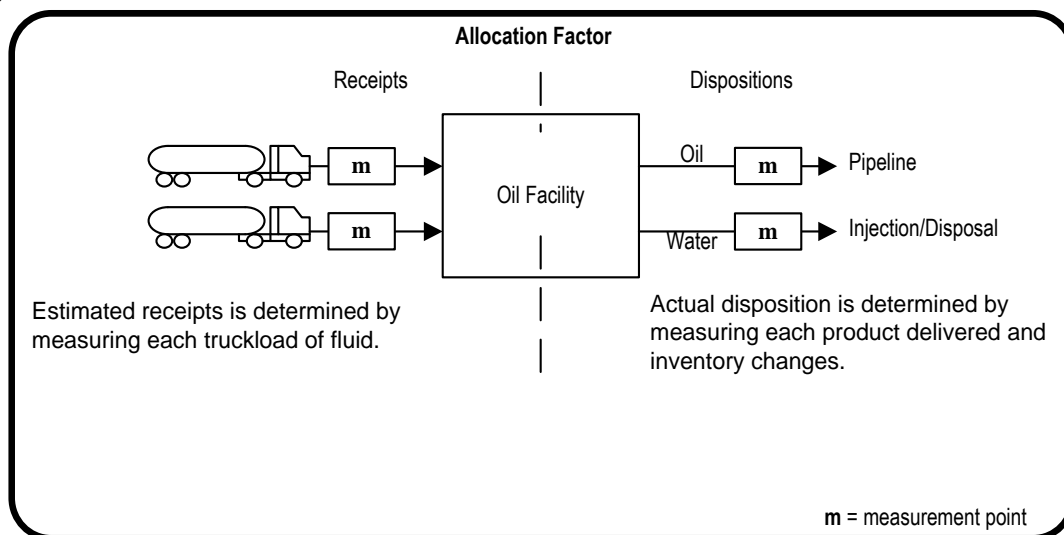 Allocation Factor
Receipts
Dispositions
m
Oil
m
Pipeline
Oil Facility
m
Water
m
Injection/Disposal
Estimated receipts is determined by
measuring each truckload of fluid.
Actual disposition is determined by
measuring each product delivered and
inventory changes.
m = measurement point